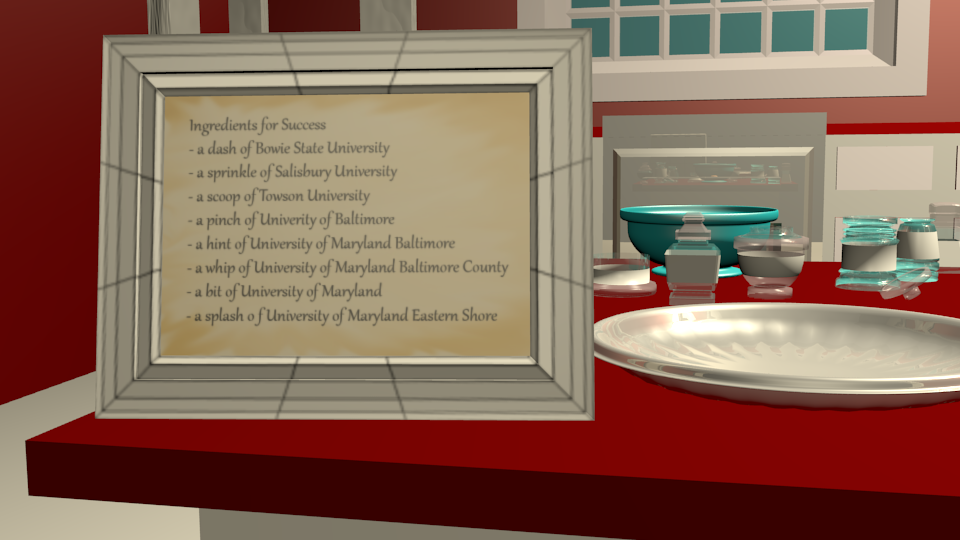 Ingredients for Success
- a dash of Bowie State University
- a sprinkle of Salisbury University
- a scoop of Towson University
- a pinch of Univerity of Baltimore
- a hint of University of Maryland Baltimore
- a whip of University of Maryland Baltimore County
- a bit of University of Maryland
- a splash o f University of Maryland Eastern Shore